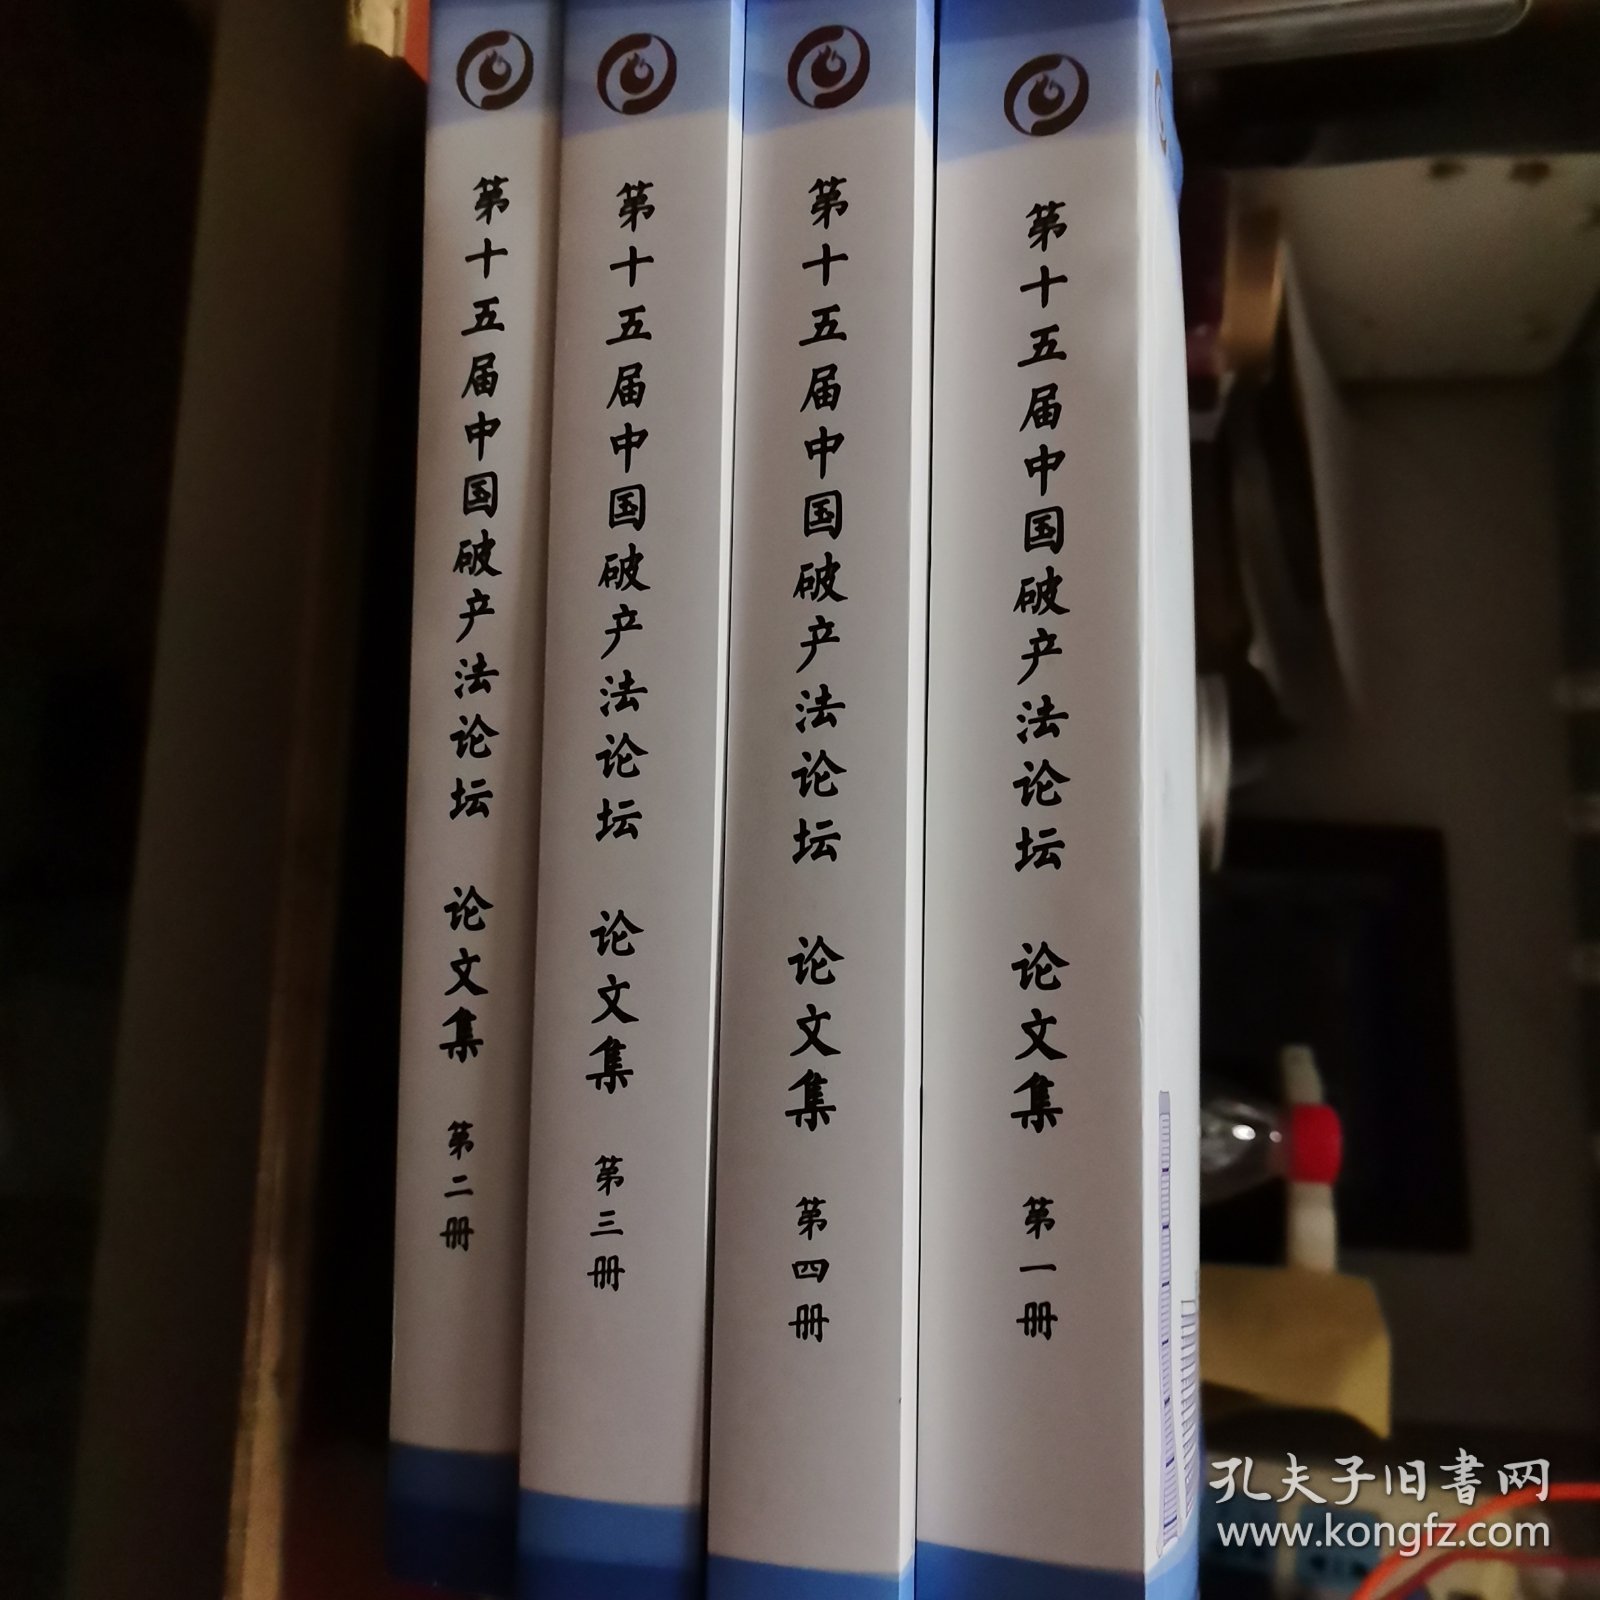 第十五届中国破产法论坛 论文集 第二册
第十五届中国破产法论坛 论文集 第三册
第十五届中国破产法论坛 论文集 第四册
第十五届中国破产法论坛 论文集 第一册
孔夫子旧書网
www.kongfz.com